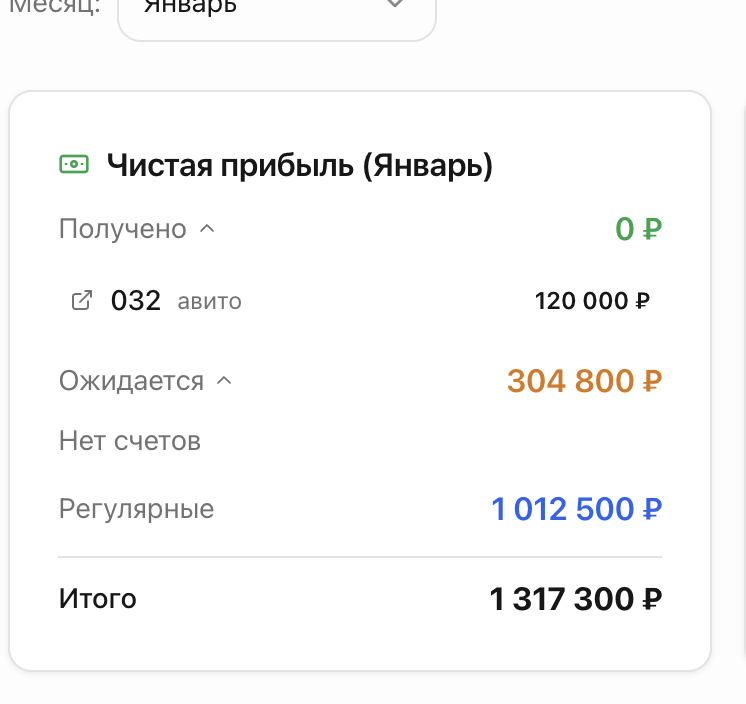 Месяц: Январь
Чистая прибыль (Январь)
Получено 0 ₽
032 авито 120 000 ₽
Ожидается 304 800 ₽
Нет счетов
Регулярные 1 012 500 ₽
Итого 1 317 300 ₽